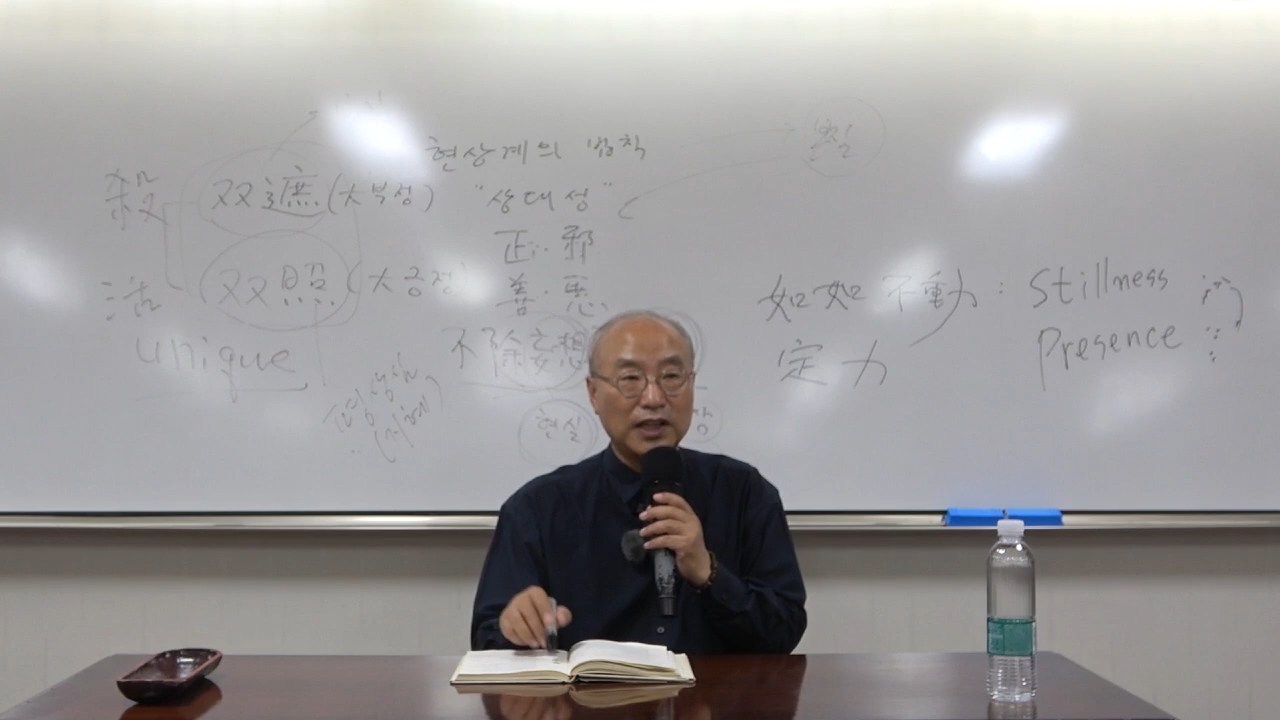 殺 双遮 (大부정)
현상계의 법칙
"상대성"
正·邪
善·悪
活 双照 (大긍정
unique
不除妄想
현실
如如不動 : Stillness
定力 Presence